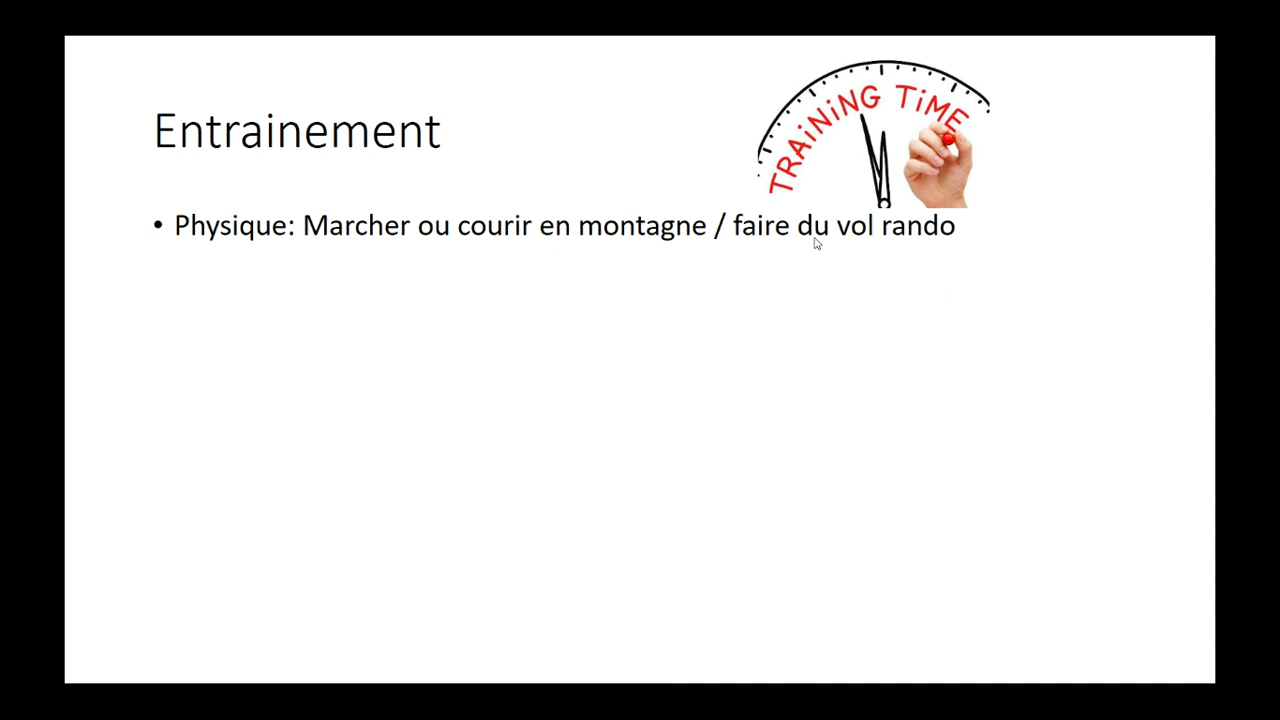 Entrainement
TRAiNiNG TiME
• Physique: Marcher ou courir en montagne / faire du vol rando